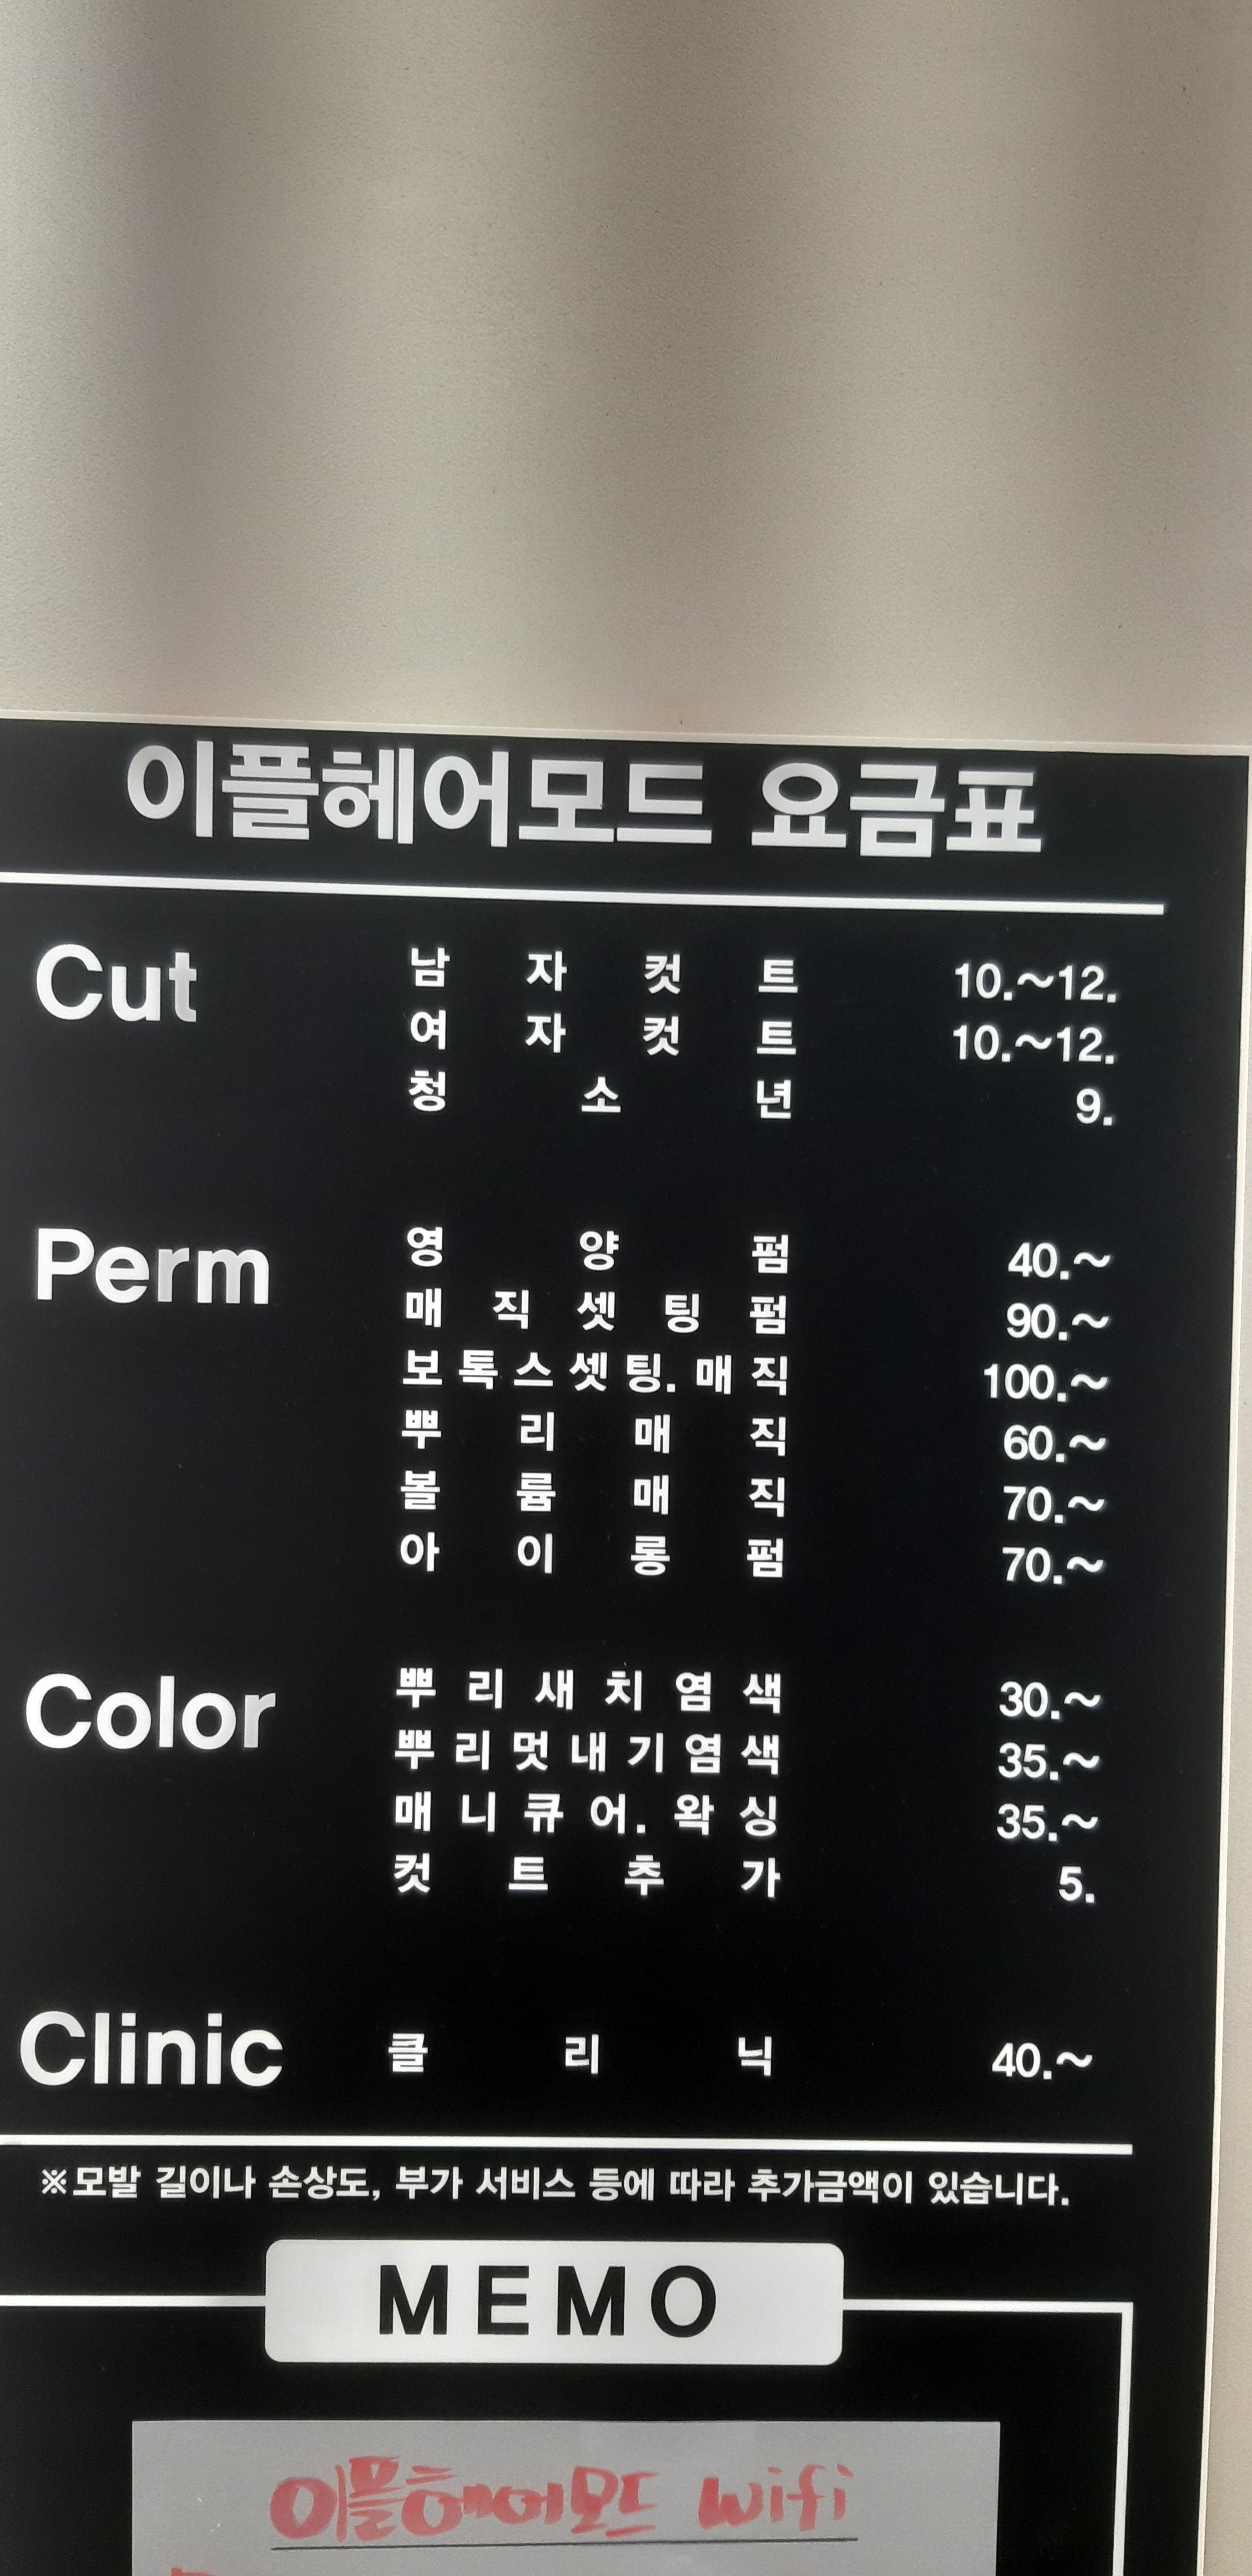 이플헤어모드 요금표
Cut 남자컷트 10.~12.
여자컷트 10.~12.
청소년 9.
Perm 영양펌 40.~
매직셋팅펌 90.~
보톡스셋팅.매직 100.~
뿌리매직 60.~
볼륨매직 70.~
아이롱펌 70.~
Color 뿌리새치염색 30.~
뿌리멋내기염색 35.~
매니큐어.왁싱 35.~
컷트추가 5.
Clinic 클리닉 40.~
※모발 길이나 손상도, 부가 서비스 등에 따라 추가금액이 있습니다.
MEMO
이플헤어모드 wifi